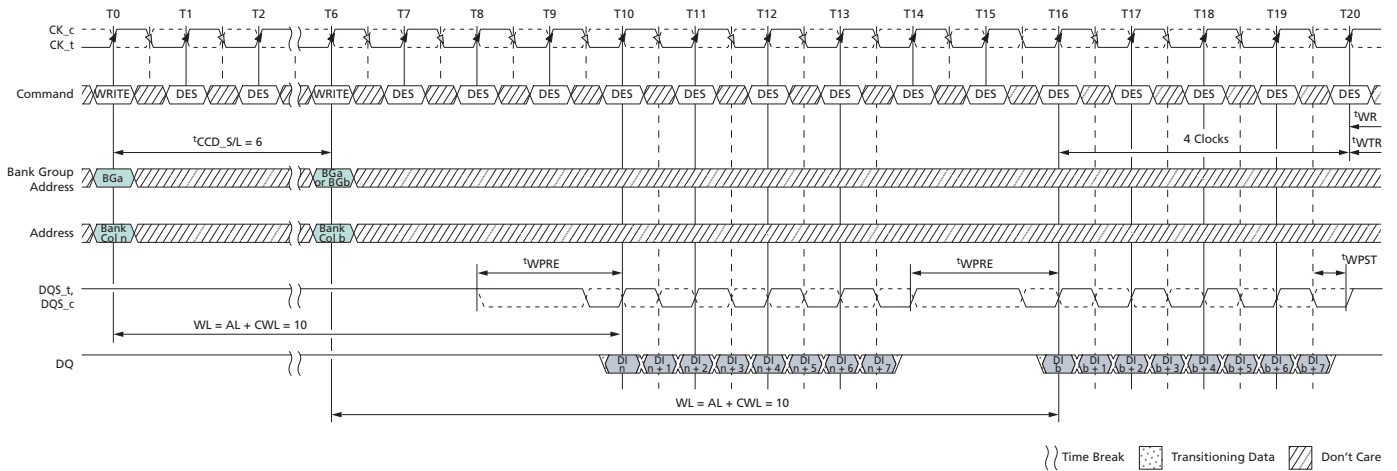 T0 T1 T2 T6 T7 T8 T9 T10 T11 T12 T13 T14 T15 T16 T17 T18 T19 T20
CK_c
CK_t
Command WRITE DES DES WRITE DES DES DES DES DES DES DES DES DES DES DES DES DES DES
tWR
tCCD_S/L = 6 4 Clocks tWTR
Bank Group
Address
BGa
BGa
or BGb
Address
Bank
Col n
Bank
Col b
tWPRE tWPRE tWPST
DQS_t,
DQS_c
WL = AL + CWL = 10
DQ
DI
n
DI
n + 1
DI
n + 2
DI
n + 3
DI
n + 4
DI
n + 5
DI
n + 6
DI
n + 7
DI
b
DI
b + 1
DI
b + 2
DI
b + 3
DI
b + 4
DI
b + 5
DI
b + 6
DI
b + 7
WL = AL + CWL = 10
Time Break Transitioning Data Don't Care